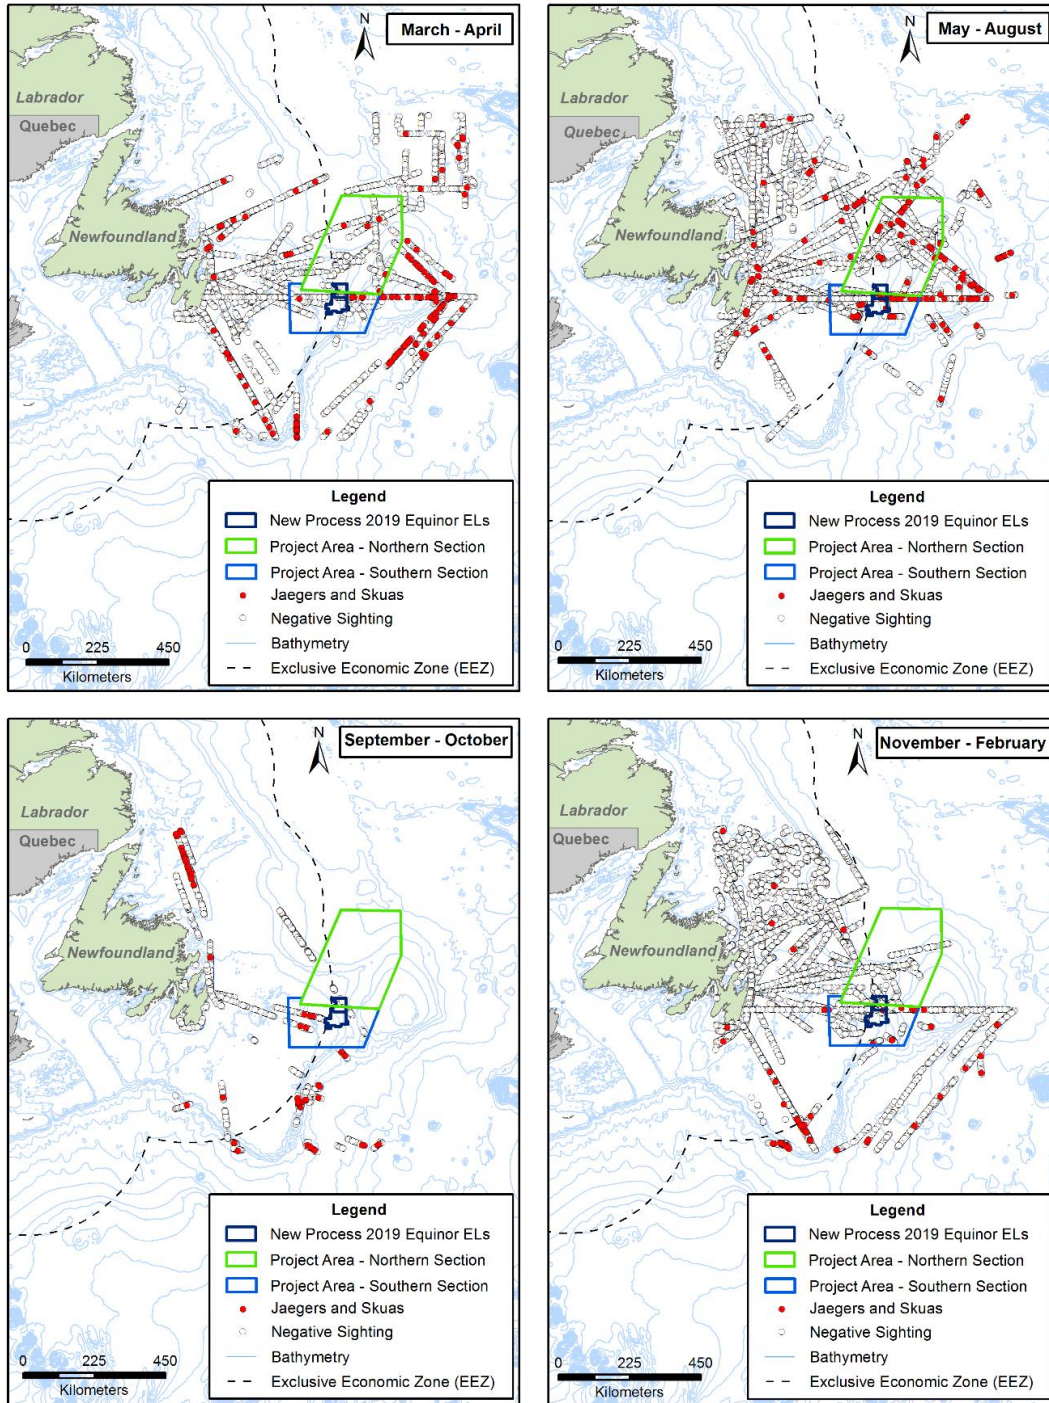 March - April
N
Labrador
Quebec
Newfoundland
Legend
New Process 2019 Equinor ELs
Project Area - Northern Section
Project Area - Southern Section
Jaegers and Skuas
Negative Sighting
Bathymetry
Exclusive Economic Zone (EEZ)
0 225 450
Kilometers
May - August
N
Labrador
Quebec
Newfoundland
Legend
New Process 2019 Equinor ELs
Project Area - Northern Section
Project Area - Southern Section
Jaegers and Skuas
Negative Sighting
Bathymetry
Exclusive Economic Zone (EEZ)
0 225 450
Kilometers
September - October
N
Labrador
Quebec
Newfoundland
Legend
New Process 2019 Equinor ELs
Project Area - Northern Section
Project Area - Southern Section
Jaegers and Skuas
Negative Sighting
Bathymetry
Exclusive Economic Zone (EEZ)
0 225 450
Kilometers
November - February
N
Labrador
Quebec
Newfoundland
Legend
New Process 2019 Equinor ELs
Project Area - Northern Section
Project Area - Southern Section
Jaegers and Skuas
Negative Sighting
Bathymetry
Exclusive Economic Zone (EEZ)
0 225 450
Kilometers